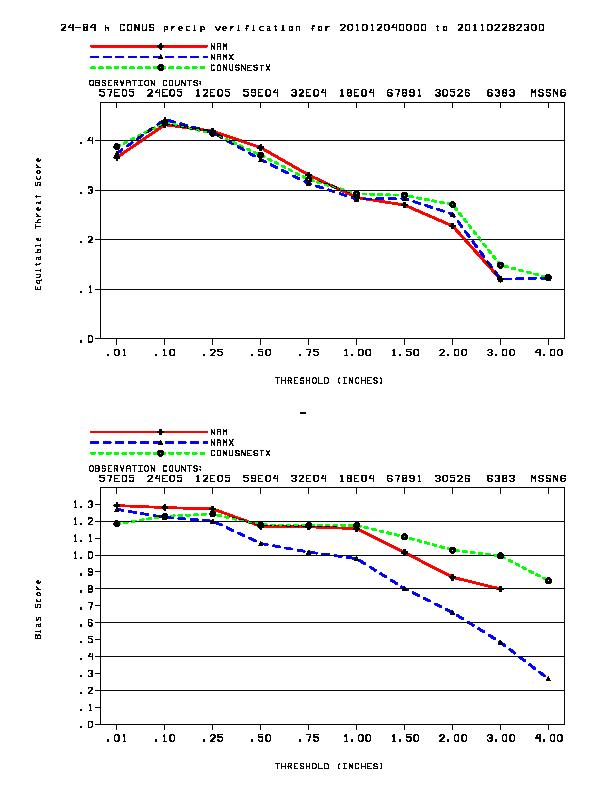 24-84 h CONUS precip verification for 201012040000 to 201102282300
NAM
NAMX
CONUSNESTX
OBSERVATION COUNTS:
57E05 24E05 12E05 59E04 32E04 18E04 67891 30526 6383 MSSNG
Equitable Threat Score
.4
.3
.2
.1
.0
.01 .10 .25 .50 .75 1.00 1.50 2.00 3.00 4.00
THRESHOLD (INCHES)
NAM
NAMX
CONUSNESTX
OBSERVATION COUNTS:
57E05 24E05 12E05 59E04 32E04 18E04 67891 30526 6383 MSSNG
Bias Score
1.3
1.2
1.1
1.0
.9
.8
.7
.6
.5
.4
.3
.2
.1
.0
.01 .10 .25 .50 .75 1.00 1.50 2.00 3.00 4.00
THRESHOLD (INCHES)